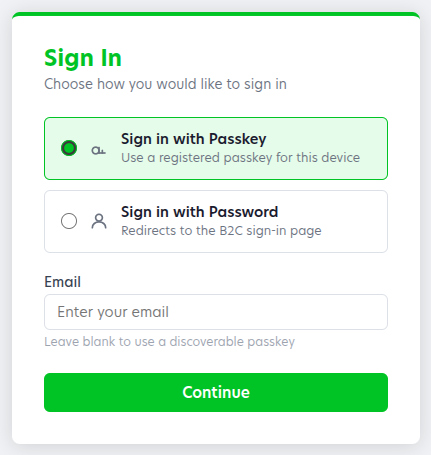 Sign In
Choose how you would like to sign in
Sign in with Passkey
Use a registered passkey for this device
Sign in with Password
Redirects to the B2C sign-in page
Email
Enter your email
Leave blank to use a discoverable passkey
Continue